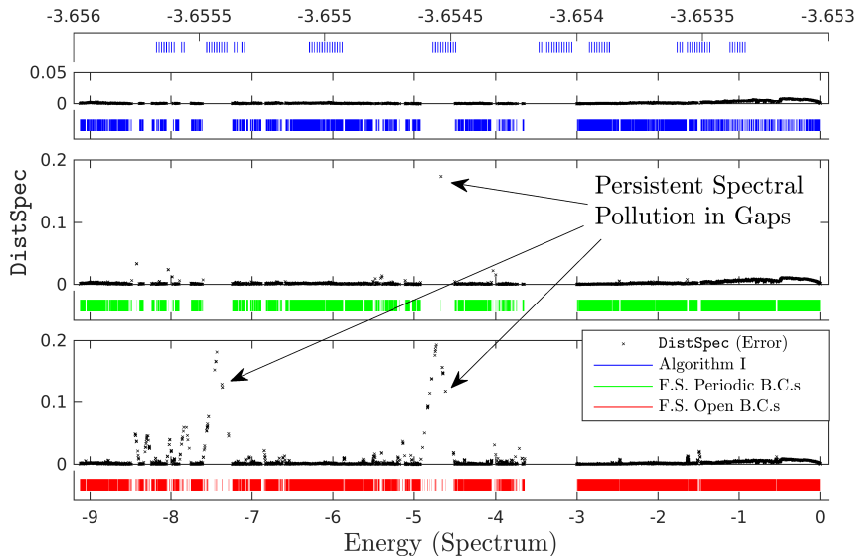 -3.656 -3.6555 -3.655 -3.6545 -3.654 -3.6535 -3.653
0.05
0
0.2
0.1
0
0.2
0.1
0
DistSpec
Persistent Spectral
Pollution in Gaps
DistSpec (Error)
Algorithm I
F.S. Periodic B.C.s
F.S. Open B.C.s
-9 -8 -7 -6 -5 -4 -3 -2 -1 0
Energy (Spectrum)